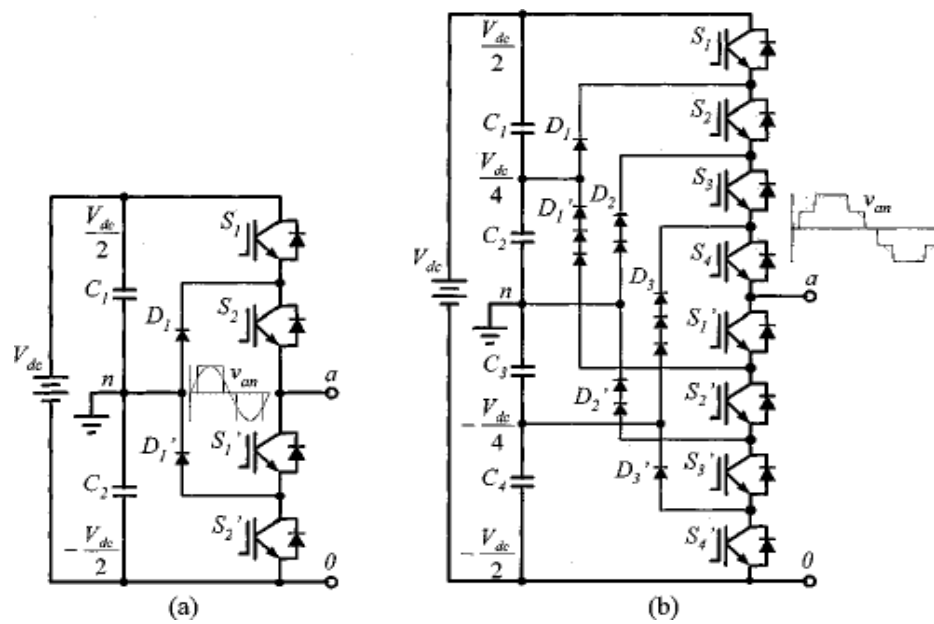 V_dc/2
S_1
C_1
D_1
S_2
V_dc
n
v_an
a
D_1'
S_1'
C_2
S_2'
-V_dc/2
0
(a)
V_dc/2
S_1
C_1
D_1
S_2
V_dc/4
D_1'
D_2
S_3
v_an
C_2
S_4
V_dc
D_3
a
n
S_1'
C_3
D_2'
S_2'
-V_dc/4
C_4
D_3'
S_3'
-V_dc/2
S_4'
0
(b)